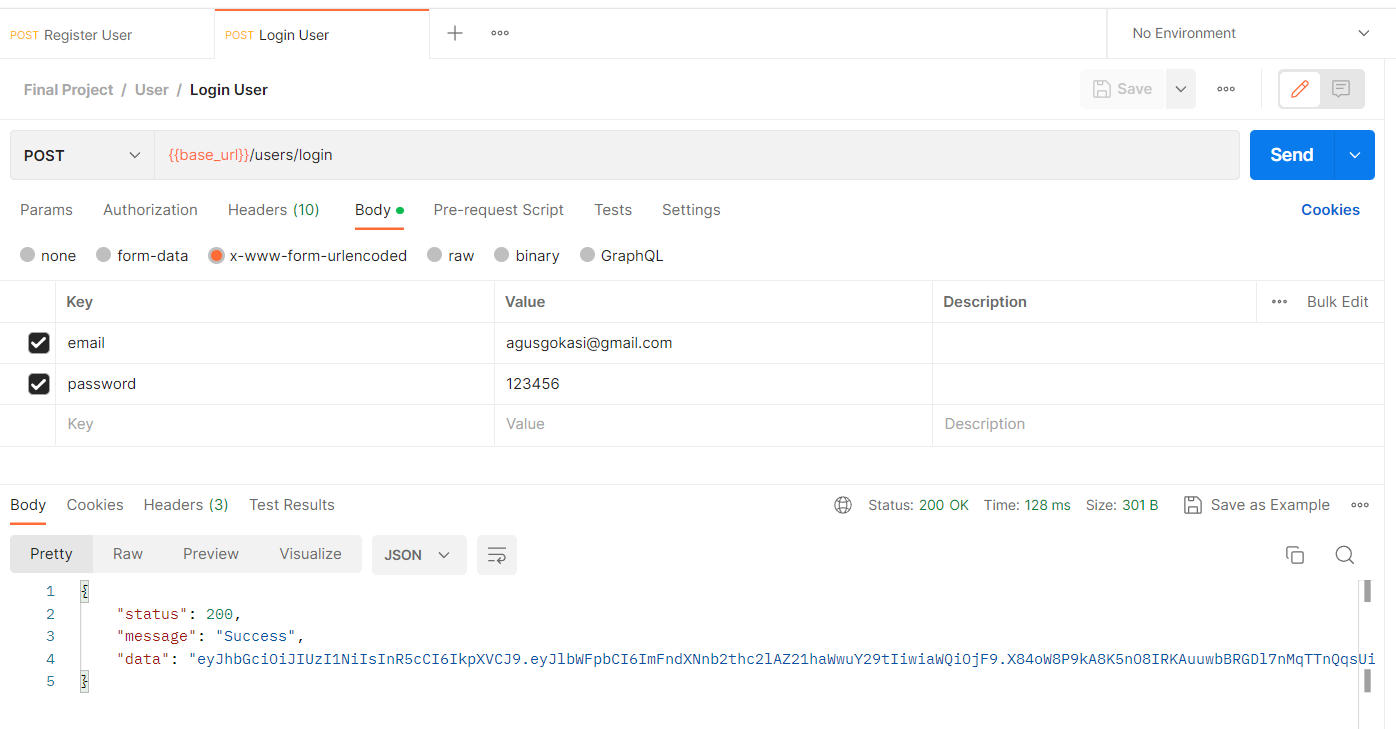 POST Register User POST Login User No Environment
Final Project / User / Login User Save
POST {{base_url}}/users/login Send
Params Authorization Headers (10) Body Pre-request Script Tests Settings Cookies
none form-data x-www-form-urlencoded raw binary GraphQL
Key Value Description Bulk Edit
email agusgokasi@gmail.com
password 123456
Key Value Description
Body Cookies Headers (3) Test Results Status: 200 OK Time: 128 ms Size: 301 B Save as Example
Pretty Raw Preview Visualize JSON
1 {
2 "status": 200,
3 "message": "Success",
4 "data": "eyJhbGciOiJIUzI1NiIsInR5cCI6IkpXVCJ9.eyJlbWFpbCI6ImFndXNnb2thc2lAZ21haWwuY29tIiwiaWQiOjF9.X84oW8P9kA8K5nO8IRKAuuwbBRGDl7nMqTTnQqsUi
5 }